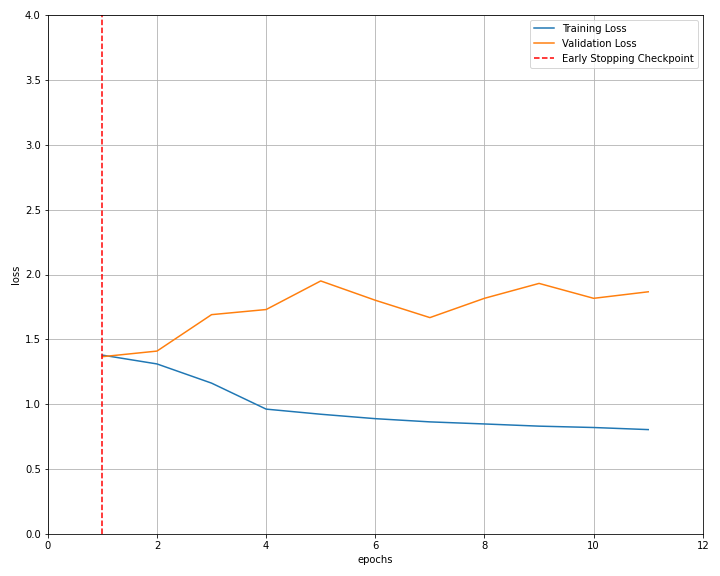 4.0
3.5
3.0
2.5
2.0
1.5
1.0
0.5
0.0
loss
Training Loss
Validation Loss
Early Stopping Checkpoint
0 2 4 6 8 10 12
epochs